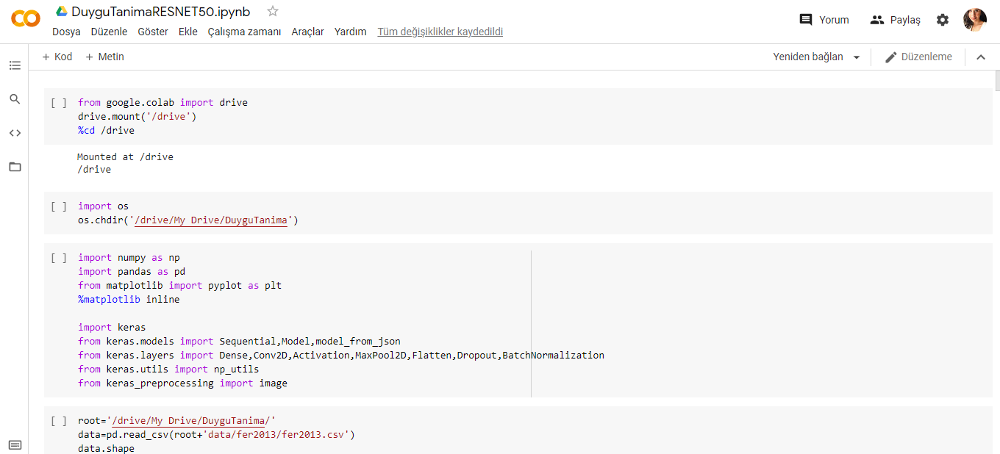 DuyguTanimaRESNET50.ipynb
Dosya Düzenle Göster Ekle Çalışma zamanı Araçlar Yardım Tüm değişiklikler kaydedildi
Yorum Paylaş
+ Kod + Metin
Yeniden bağlan Düzenleme
[ ] from google.colab import drive
drive.mount('/drive')
%cd /drive
Mounted at /drive
/drive
[ ] import os
os.chdir('/drive/My Drive/DuyguTanima')
[ ] import numpy as np
import pandas as pd
from matplotlib import pyplot as plt
%matplotlib inline
import keras
from keras.models import Sequential,Model,model_from_json
from keras.layers import Dense,Conv2D,Activation,MaxPool2D,Flatten,Dropout,BatchNormalization
from keras.utils import np_utils
from keras_preprocessing import image
[ ] root='/drive/My Drive/DuyguTanima/'
data=pd.read_csv(root+'data/fer2013/fer2013.csv')
data.shape